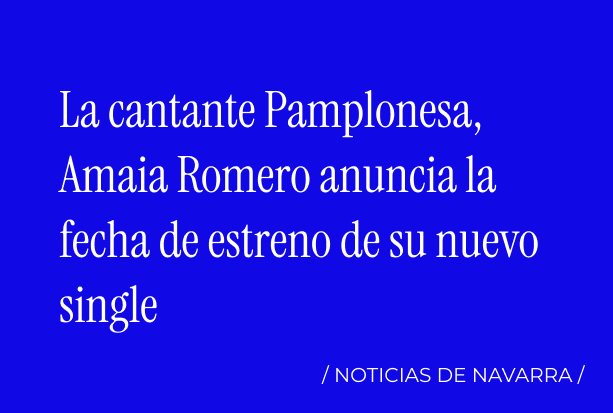 La cantante Pamplonesa,
Amaia Romero anuncia la
fecha de estreno de su nuevo
single
/ NOTICIAS DE NAVARRA /